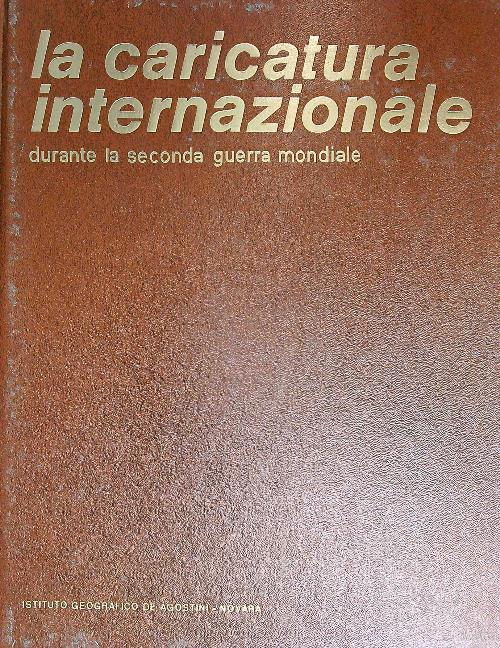 la caricatura
internazionale
durante la seconda guerra mondiale
ISTITUTO GEOGRAFICO DE AGOSTINI - NOVARA